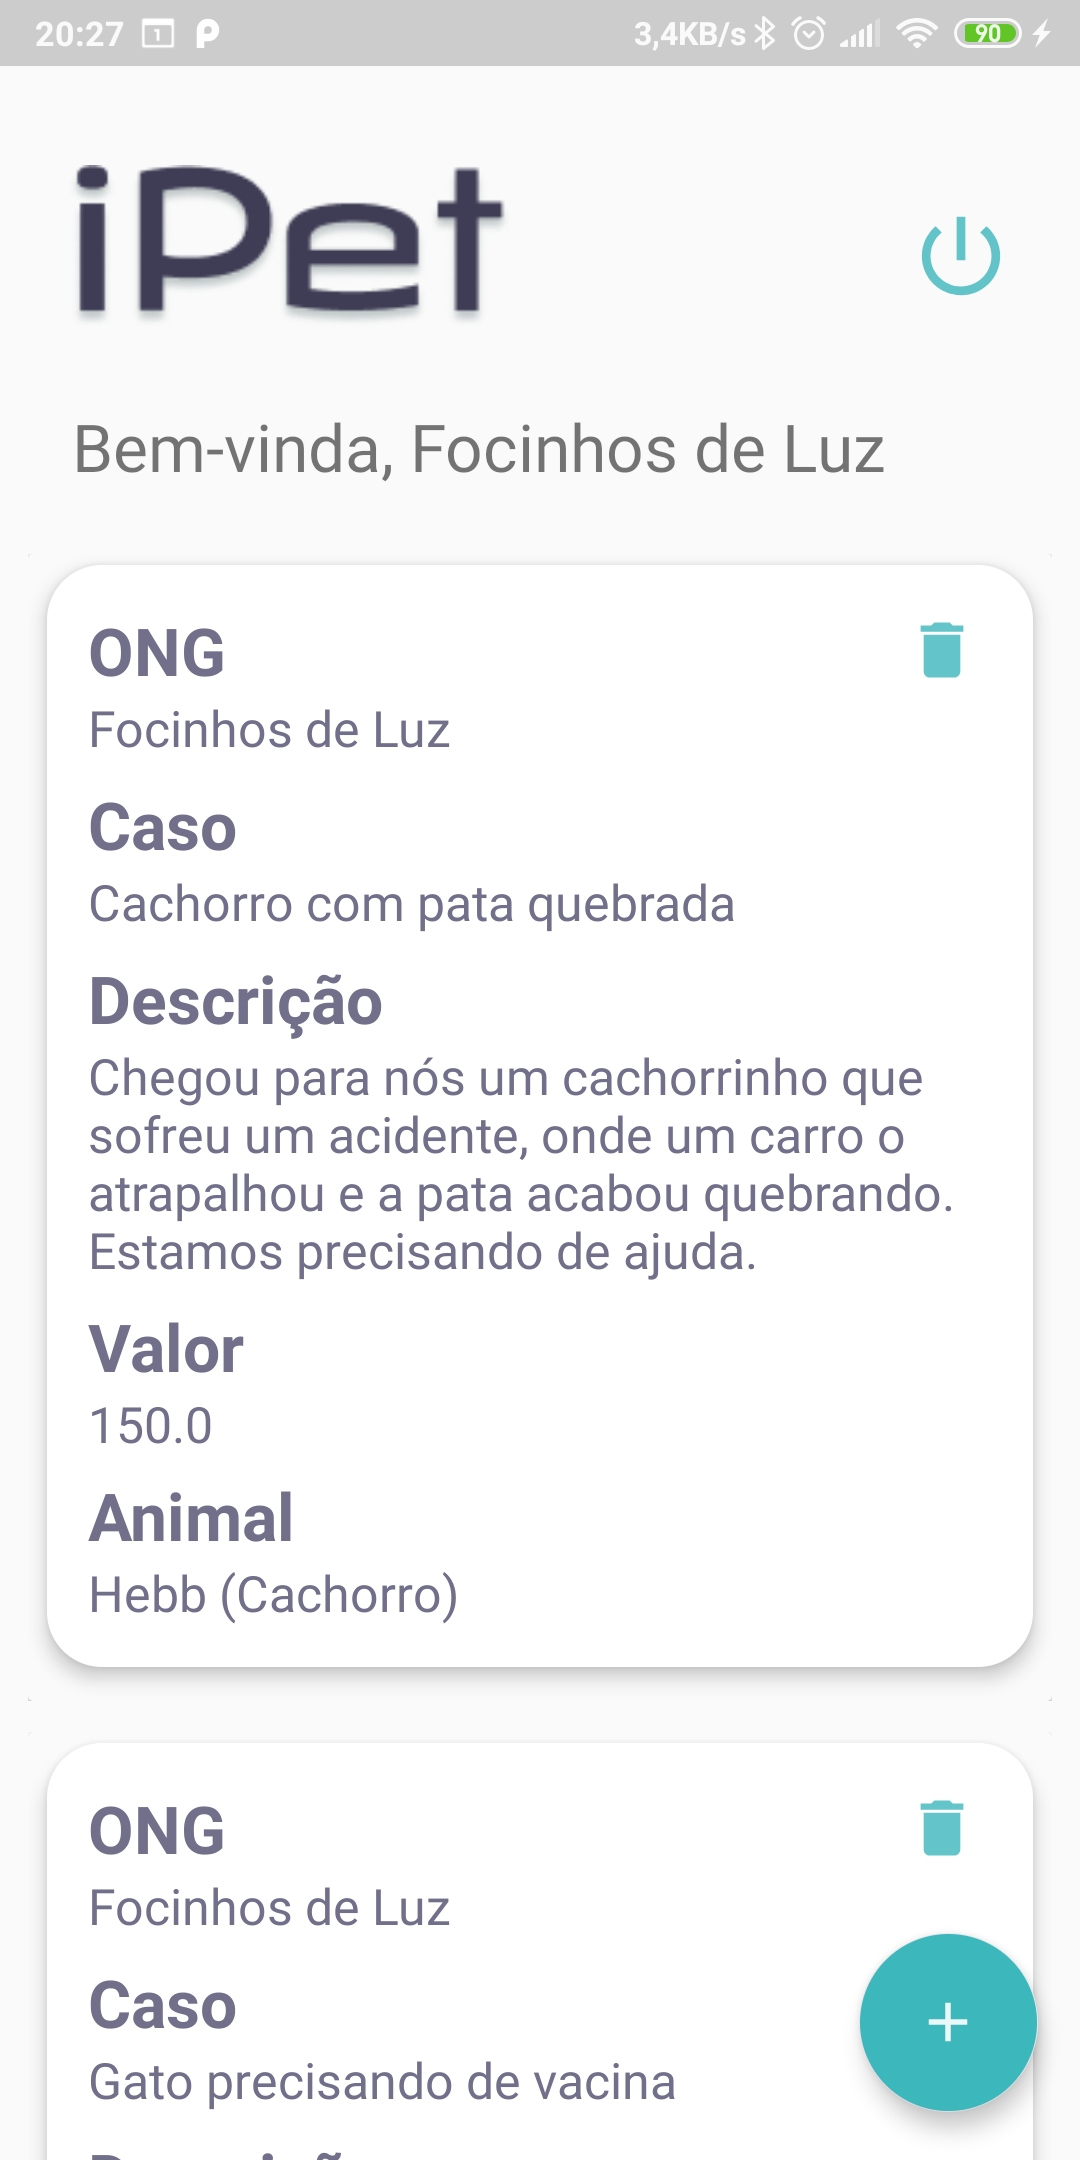 20:27
3,4KB/s
90
iPet
Bem-vinda, Focinhos de Luz
ONG
Focinhos de Luz
Caso
Cachorro com pata quebrada
Descrição
Chegou para nós um cachorrinho que
sofreu um acidente, onde um carro o
atrapalhou e a pata acabou quebrando.
Estamos precisando de ajuda.
Valor
150.0
Animal
Hebb (Cachorro)
ONG
Focinhos de Luz
Caso
Gato precisando de vacina